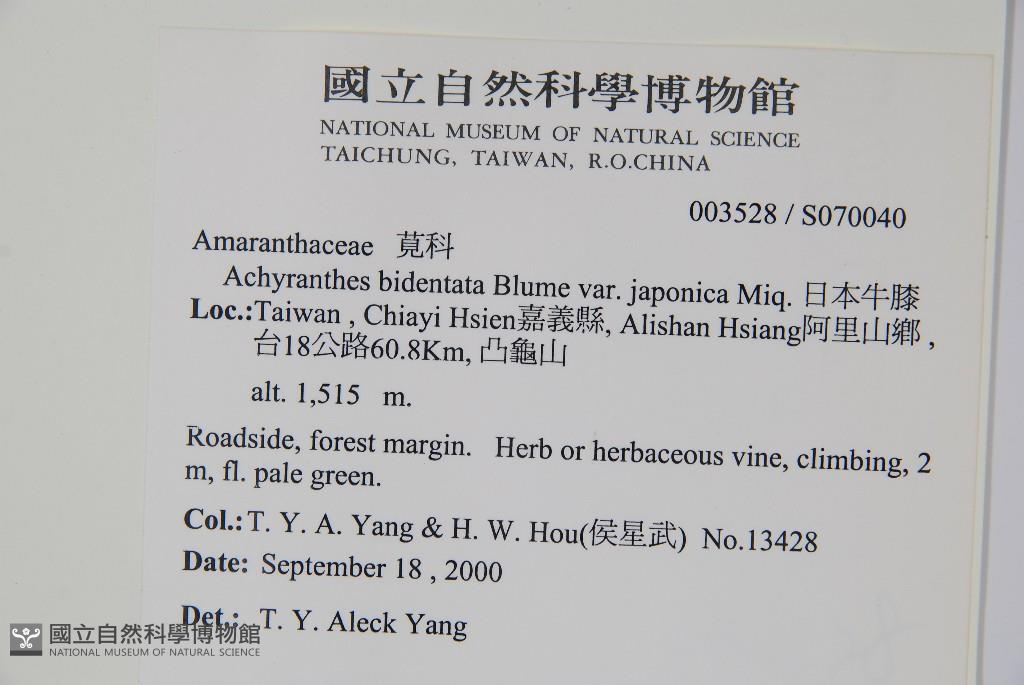 國立自然科學博物館
NATIONAL MUSEUM OF NATURAL SCIENCE
TAICHUNG, TAIWAN, R.O.CHINA
003528 / S070040
Amaranthaceae 莧科
Achyranthes bidentata Blume var. japonica Miq. 日本牛膝
Loc.:Taiwan , Chiayi Hsien嘉義縣, Alishan Hsiang阿里山鄉 ,
台18公路60.8Km, 凸龜山
alt. 1,515 m.
Roadside, forest margin. Herb or herbaceous vine, climbing, 2
m, fl. pale green.
Col.:T. Y. A. Yang & H. W. Hou(侯星武) No.13428
Date: September 18 , 2000
Det.: T. Y. Aleck Yang
國立自然科學博物館
NATIONAL MUSEUM OF NATURAL SCIENCE